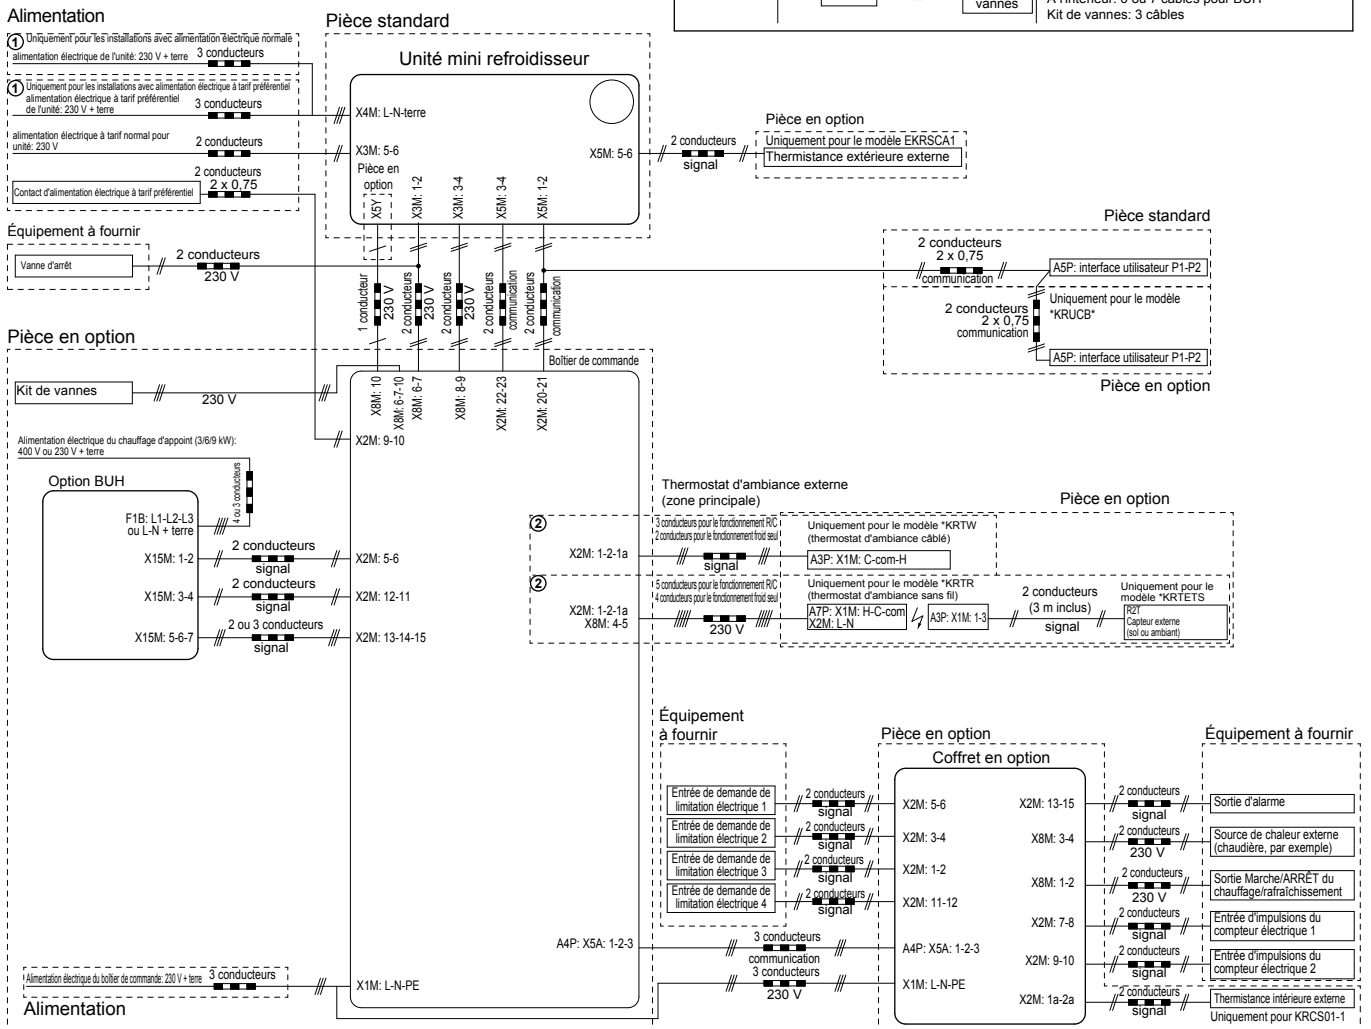 vannes
À l'intérieur: 6 ou 7 câbles pour BUH
Kit de vannes: 3 câbles
Alimentation
1 Uniquement pour les installations avec alimentation électrique normale
alimentation électrique de l'unité: 230 V + terre
3 conducteurs
1 Uniquement pour les installations avec alimentation électrique à tarif préférentiel
alimentation électrique à tarif préférentiel
de l'unité: 230 V + terre
3 conducteurs
alimentation électrique à tarif normal pour
unité: 230 V
2 conducteurs
2 conducteurs
2 x 0,75
Contact d'alimentation électrique à tarif préférentiel
Équipement à fournir
Vanne d'arrêt
2 conducteurs
230 V
Pièce standard
Unité mini refroidisseur
X4M: L-N-terre
X3M: 5-6
Pièce en
option
X5Y
X3M: 1-2
X3M: 3-4
X5M: 3-4
X5M: 1-2
X5M: 5-6
2 conducteurs
signal
Pièce en option
Uniquement pour le modèle EKRSCA1
Thermistance extérieure externe
1 conducteur
230 V
2 conducteurs
230 V
2 conducteurs
230 V
2 conducteurs
communication
2 conducteurs
communication
Pièce standard
2 conducteurs
2 x 0,75
communication
A5P: interface utilisateur P1-P2
2 conducteurs
2 x 0,75
communication
Uniquement pour le modèle
*KRUCB*
A5P: interface utilisateur P1-P2
Pièce en option
Pièce en option
Boîtier de commande
Kit de vannes
230 V
X8M: 10
X8M: 6-7-10
X8M: 6-7
X8M: 8-9
X2M: 22-23
X2M: 20-21
X2M: 9-10
Alimentation électrique du chauffage d'appoint (3/6/9 kW):
400 V ou 230 V + terre
4 ou 3 conducteurs
Option BUH
F1B: L1-L2-L3
ou L-N + terre
X15M: 1-2
2 conducteurs
signal
X2M: 5-6
X15M: 3-4
2 conducteurs
signal
X2M: 12-11
X15M: 5-6-7
2 ou 3 conducteurs
signal
X2M: 13-14-15
Thermostat d'ambiance externe
(zone principale)
Pièce en option
2
X2M: 1-2-1a
3 conducteurs pour le fonctionnement R/C
2 conducteurs pour le fonctionnement froid seul
signal
Uniquement pour le modèle *KRTW
(thermostat d'ambiance câblé)
A3P: X1M: C-com-H
2
X2M: 1-2-1a
X8M: 4-5
5 conducteurs pour le fonctionnement R/C
4 conducteurs pour le fonctionnement froid seul
230 V
Uniquement pour le modèle *KRTR
(thermostat d'ambiance sans fil)
A7P: X1M: H-C-com
X2M: L-N
A3P: X1M: 1-3
2 conducteurs
(3 m inclus)
signal
Uniquement pour le
modèle *KRTETS
R2T
Capteur externe
(sol ou ambiant)
Équipement
à fournir
Entrée de demande de
limitation électrique 1
2 conducteurs
signal
Entrée de demande de
limitation électrique 2
2 conducteurs
signal
Entrée de demande de
limitation électrique 3
2 conducteurs
signal
Entrée de demande de
limitation électrique 4
2 conducteurs
signal
Pièce en option
Coffret en option
X2M: 5-6
X2M: 3-4
X2M: 1-2
X2M: 11-12
A4P: X5A: 1-2-3
X1M: L-N-PE
X2M: 13-15
X8M: 3-4
X8M: 1-2
X2M: 7-8
X2M: 9-10
X2M: 1a-2a
Équipement à fournir
2 conducteurs
signal
Sortie d'alarme
2 conducteurs
230 V
Source de chaleur externe
(chaudière, par exemple)
2 conducteurs
230 V
Sortie Marche/ARRÊT du
chauffage/rafraîchissement
2 conducteurs
signal
Entrée d'impulsions du
compteur électrique 1
2 conducteurs
signal
Entrée d'impulsions du
compteur électrique 2
2 conducteurs
signal
Thermistance intérieure externe
Uniquement pour KRCS01-1
A4P: X5A: 1-2-3
3 conducteurs
communication
3 conducteurs
230 V
Alimentation électrique du boîtier de commande: 230 V + terre
3 conducteurs
X1M: L-N-PE
Alimentation